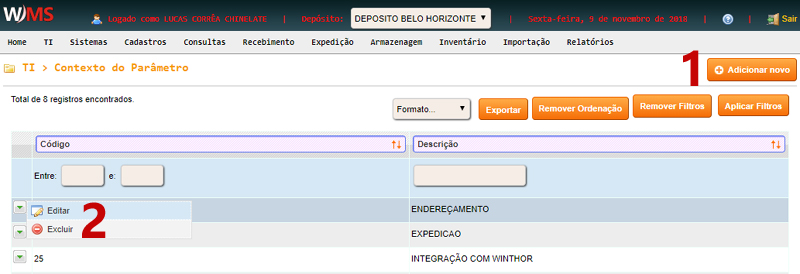 WMS
Logado como LUCAS CORRÊA CHINELATE | Depósito: DEPOSITO BELO HORIZONTE | Sexta-feira, 9 de novembro de 2018 | ? | Sair
Home TI Sistemas Cadastros Consultas Recebimento Expedição Armazenagem Inventário Importação Relatórios
TI > Contexto do Parâmetro
1
Adicionar novo
Total de 8 registros encontrados.
Formato... Exportar Remover Ordenação Remover Filtros Aplicar Filtros
Código Descrição
Entre: e:
Editar ENDEREÇAMENTO
2
Excluir EXPEDICAO
25 INTEGRAÇÃO COM WINTHOR